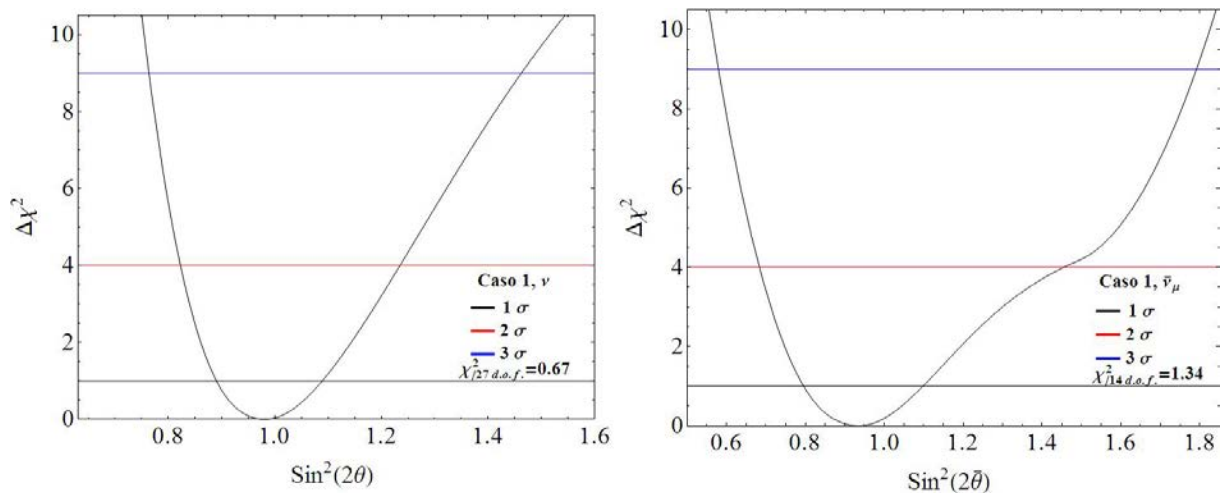 10
8
6
4
2
0
Δχ²
Caso 1, ν
1 σ
2 σ
3 σ
χ²/27 d.o.f.=0.67
0.8 1.0 1.2 1.4 1.6
Sin²(2θ)
10
8
6
4
2
0
Δχ²
Caso 1, ν̄μ
1 σ
2 σ
3 σ
χ²/14 d.o.f.=1.34
0.6 0.8 1.0 1.2 1.4 1.6 1.8
Sin²(2θ̄)